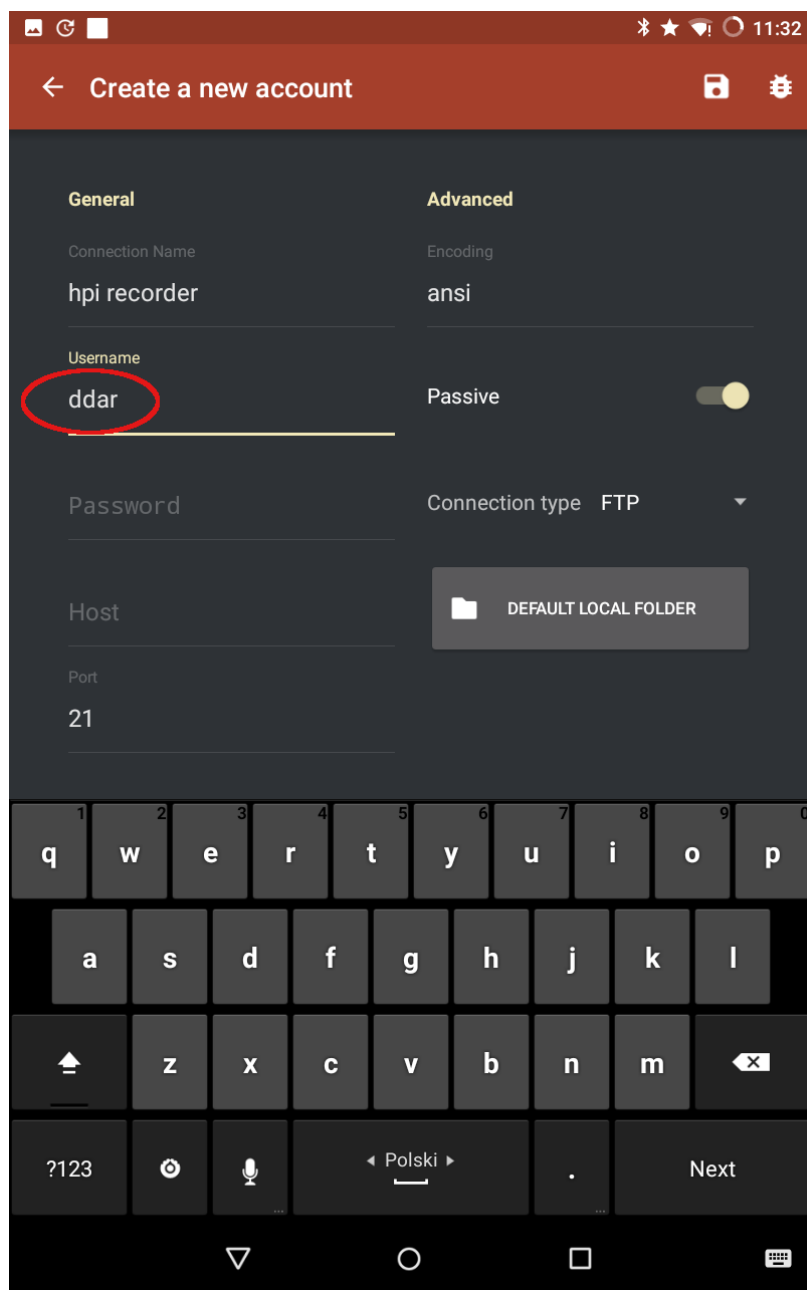 11:32
Create a new account
General
Connection Name
hpi recorder
Username
ddar
Password
Host
Port
21
Advanced
Encoding
ansi
Passive
Connection type FTP
DEFAULT LOCAL FOLDER
1 2 3 4 5 6 7 8 9 0
q w e r t y u i o p
a s d f g h j k l
z x c v b n m
?123 Polski . Next